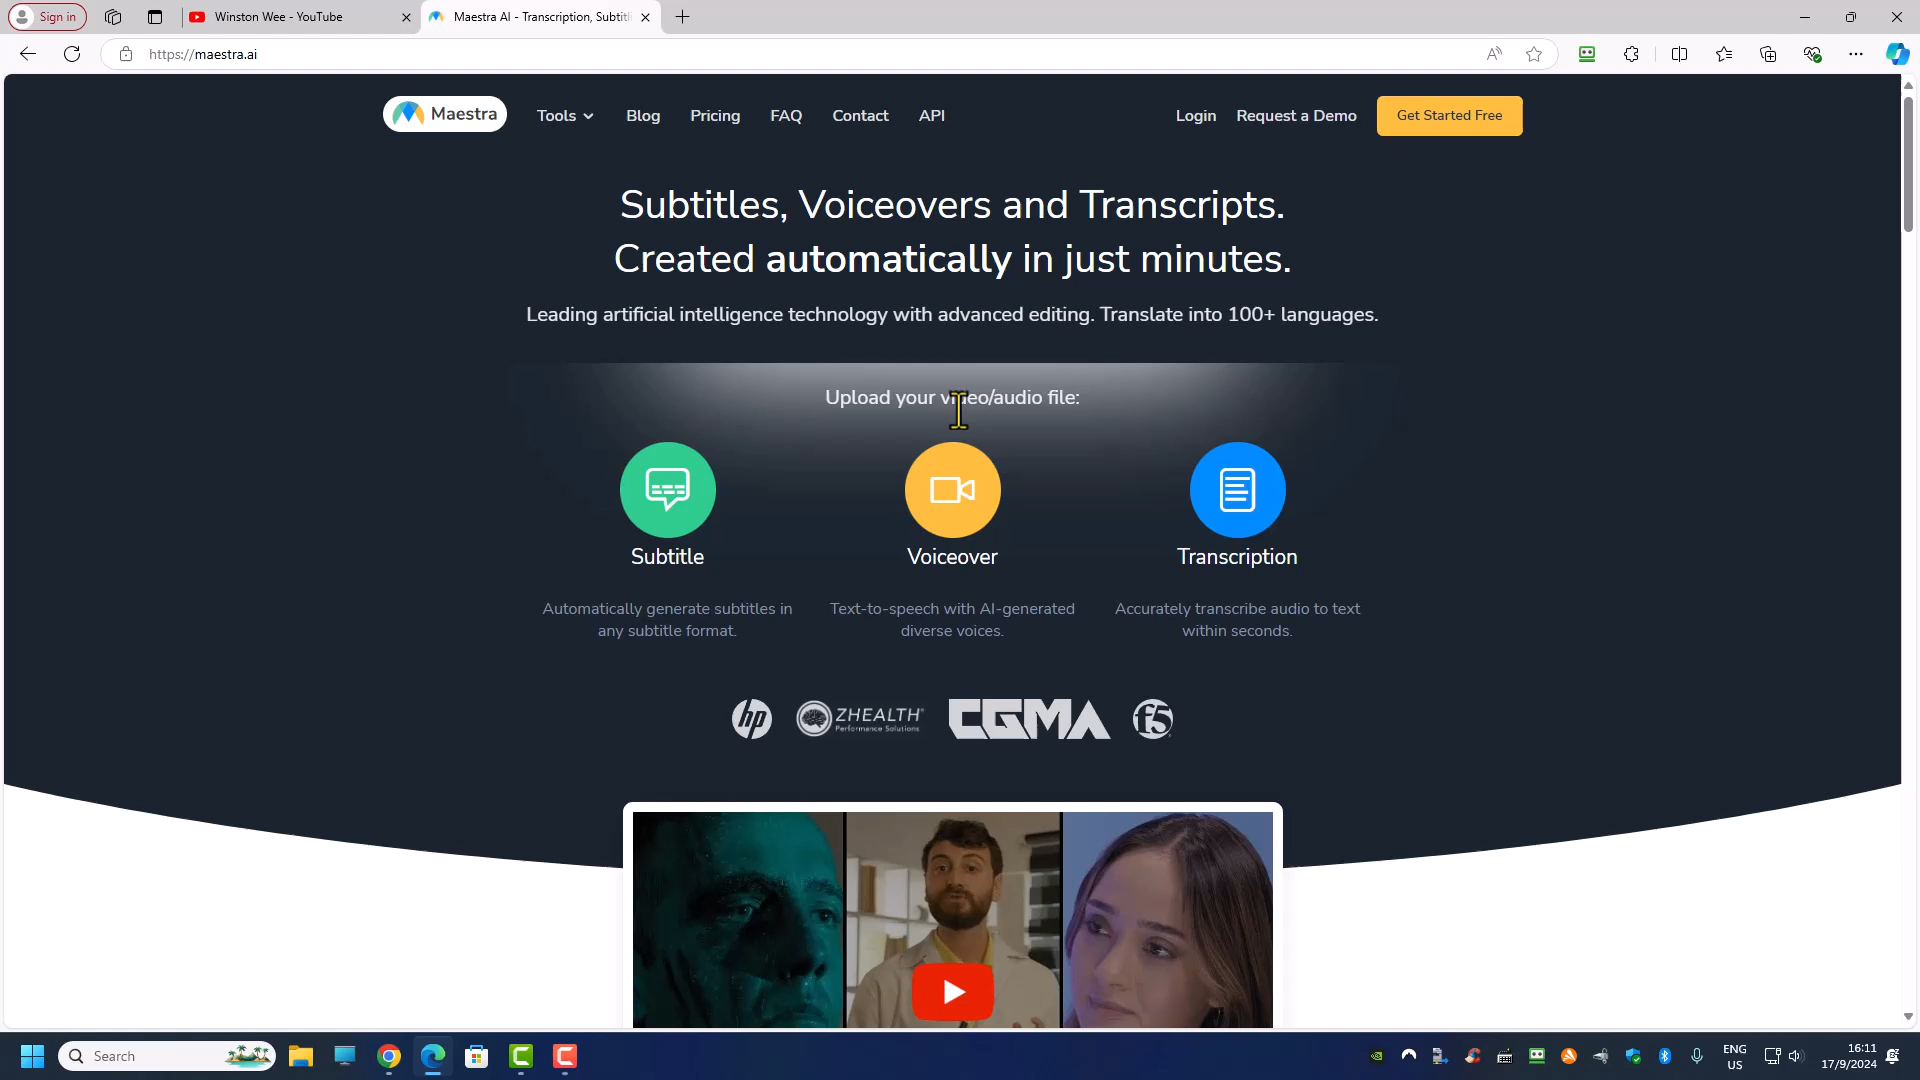 Sign in
Winston Wee - YouTube
Maestra AI - Transcription, Subtitl
https://maestra.ai
Maestra
Tools
Blog
Pricing
FAQ
Contact
API
Login
Request a Demo
Get Started Free
Subtitles, Voiceovers and Transcripts.
Created automatically in just minutes.
Leading artificial intelligence technology with advanced editing. Translate into 100+ languages.
Upload your video/audio file:
Subtitle
Voiceover
Transcription
Automatically generate subtitles in
any subtitle format.
Text-to-speech with AI-generated
diverse voices.
Accurately transcribe audio to text
within seconds.
hp
ZHEALTH
Performance Solutions
CGMA
f5
Search
ENG
US
16:11
17/9/2024